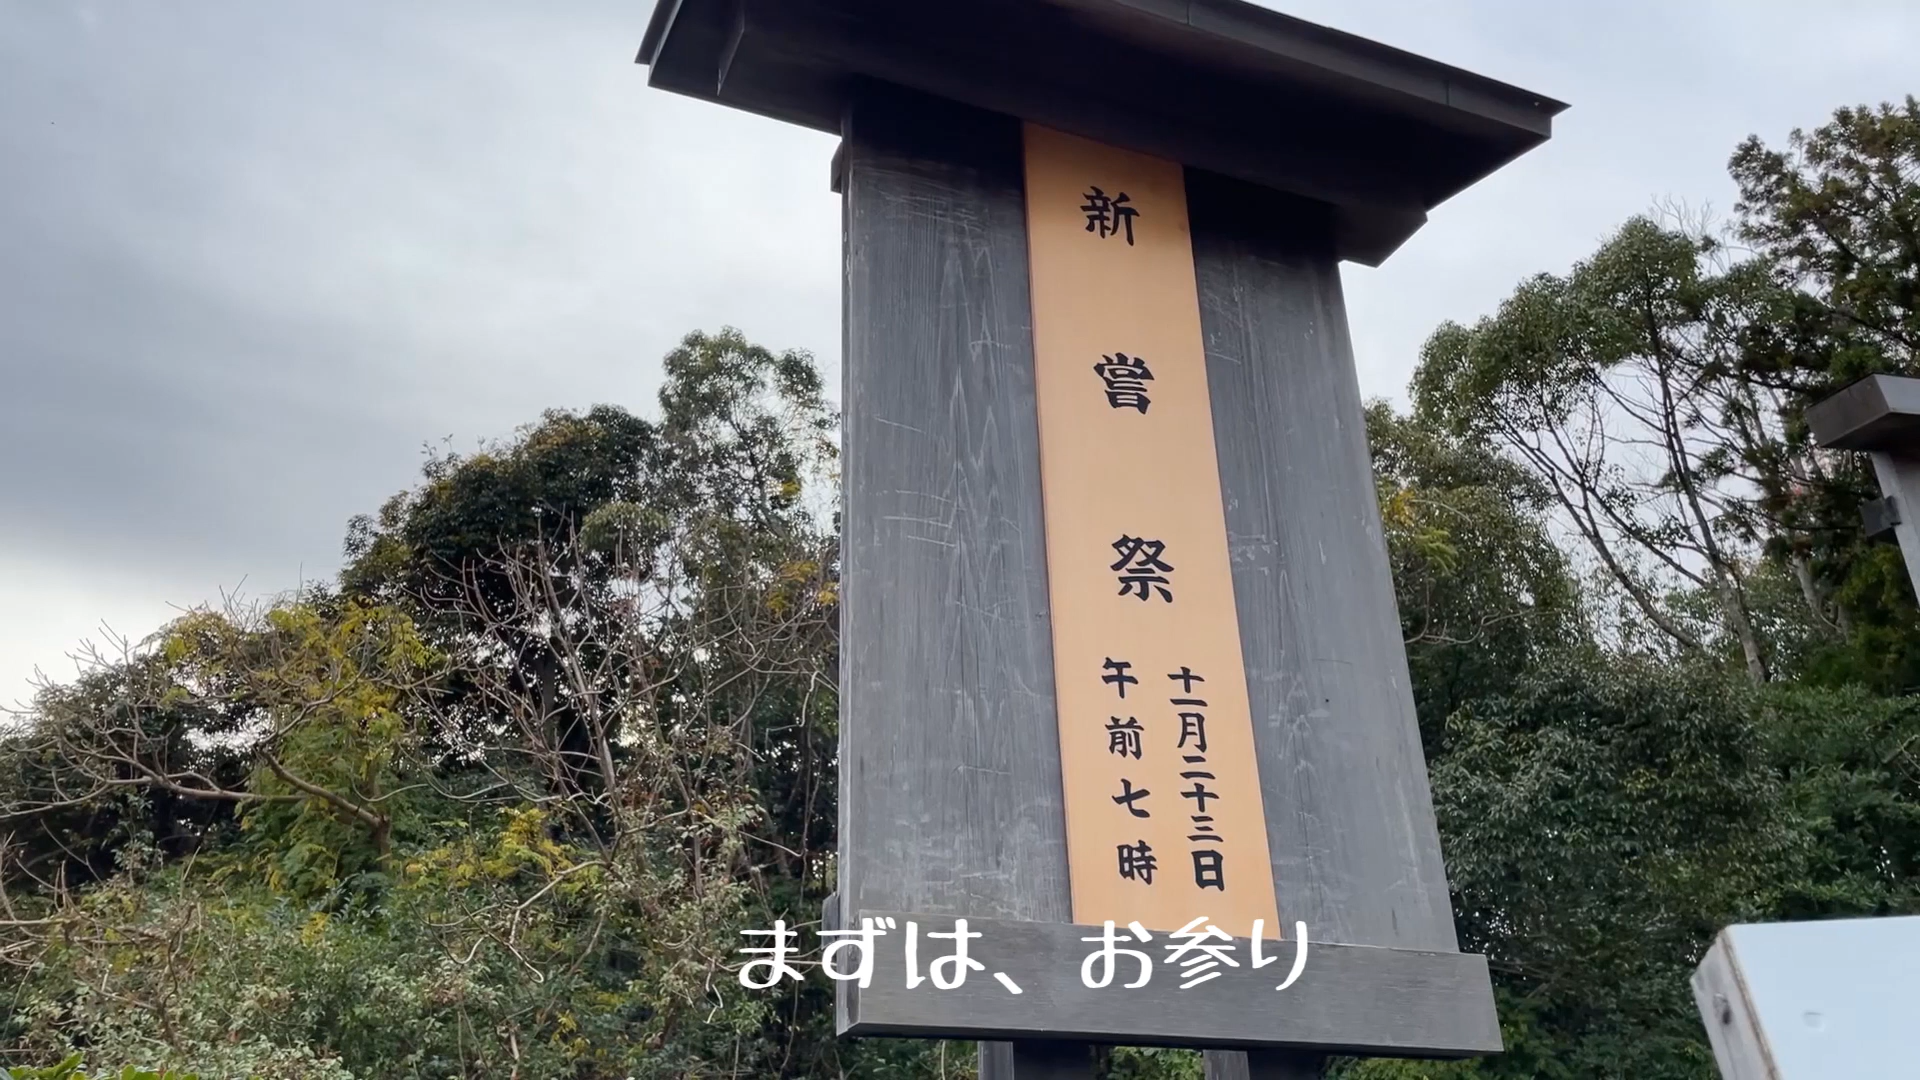 新嘗祭
十一月二十三日
午前七時
まずは、お参り